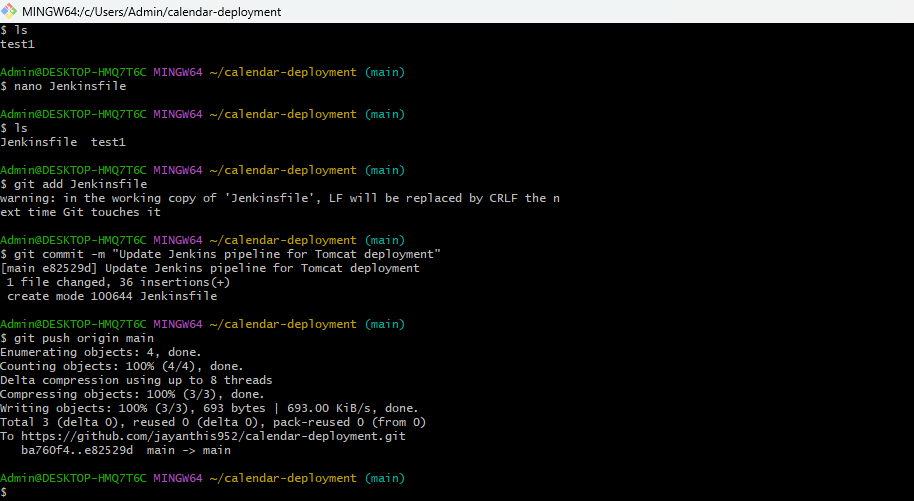 MINGW64:/c/Users/Admin/calendar-deployment
$ ls
test1
Admin@DESKTOP-HMQ7T6C MINGW64 ~/calendar-deployment (main)
$ nano Jenkinsfile
Admin@DESKTOP-HMQ7T6C MINGW64 ~/calendar-deployment (main)
$ ls
Jenkinsfile  test1
Admin@DESKTOP-HMQ7T6C MINGW64 ~/calendar-deployment (main)
$ git add Jenkinsfile
warning: in the working copy of 'Jenkinsfile', LF will be replaced by CRLF the n
ext time Git touches it
Admin@DESKTOP-HMQ7T6C MINGW64 ~/calendar-deployment (main)
$ git commit -m "Update Jenkins pipeline for Tomcat deployment"
[main e82529d] Update Jenkins pipeline for Tomcat deployment
 1 file changed, 36 insertions(+)
 create mode 100644 Jenkinsfile
Admin@DESKTOP-HMQ7T6C MINGW64 ~/calendar-deployment (main)
$ git push origin main
Enumerating objects: 4, done.
Counting objects: 100% (4/4), done.
Delta compression using up to 8 threads
Compressing objects: 100% (3/3), done.
Writing objects: 100% (3/3), 693 bytes | 693.00 KiB/s, done.
Total 3 (delta 0), reused 0 (delta 0), pack-reused 0 (from 0)
To https://github.com/jayanthis952/calendar-deployment.git
   ba760f4..e82529d  main -> main
Admin@DESKTOP-HMQ7T6C MINGW64 ~/calendar-deployment (main)
$